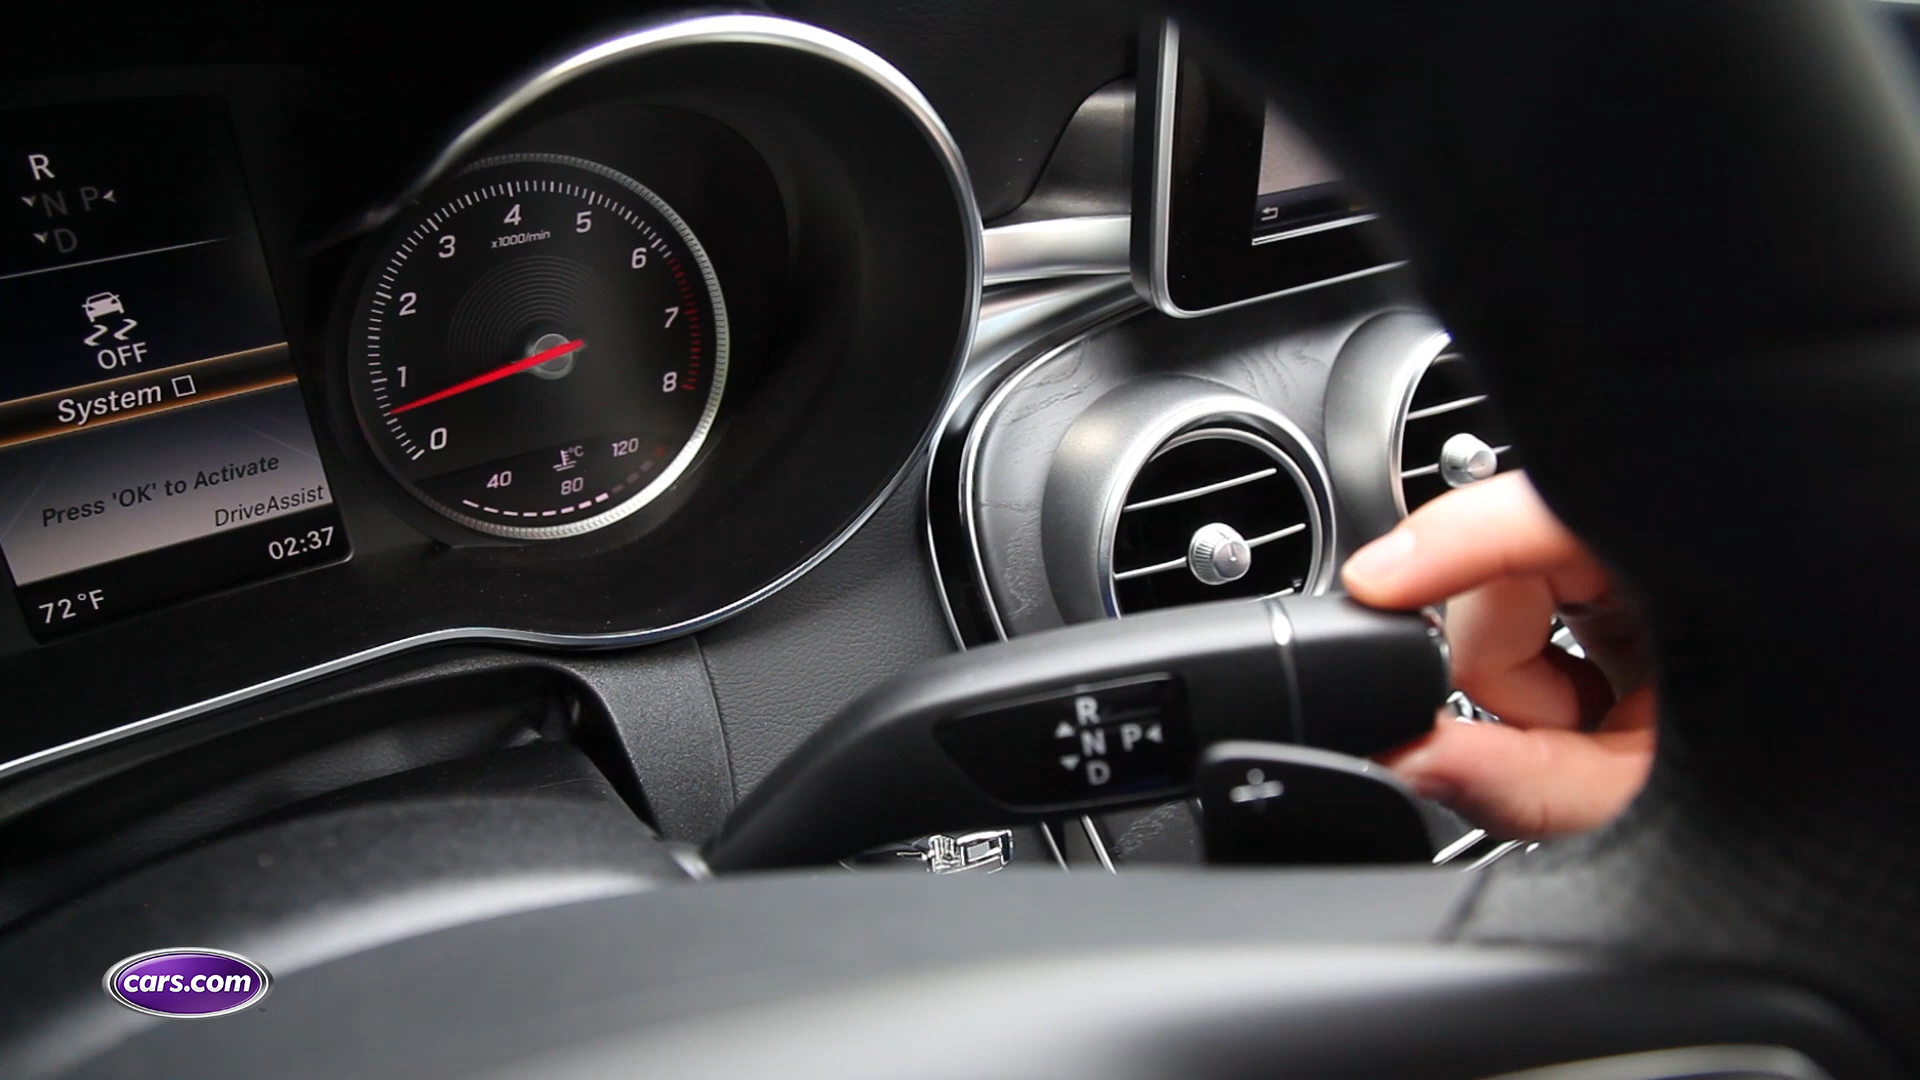 R
N P
D
OFF
System
Press 'OK' to Activate
DriveAssist
02:37
72°F
0
1
2
3
4
5
6
7
8
x1000/min
40
80
120
°C
R
N P
D
cars.com